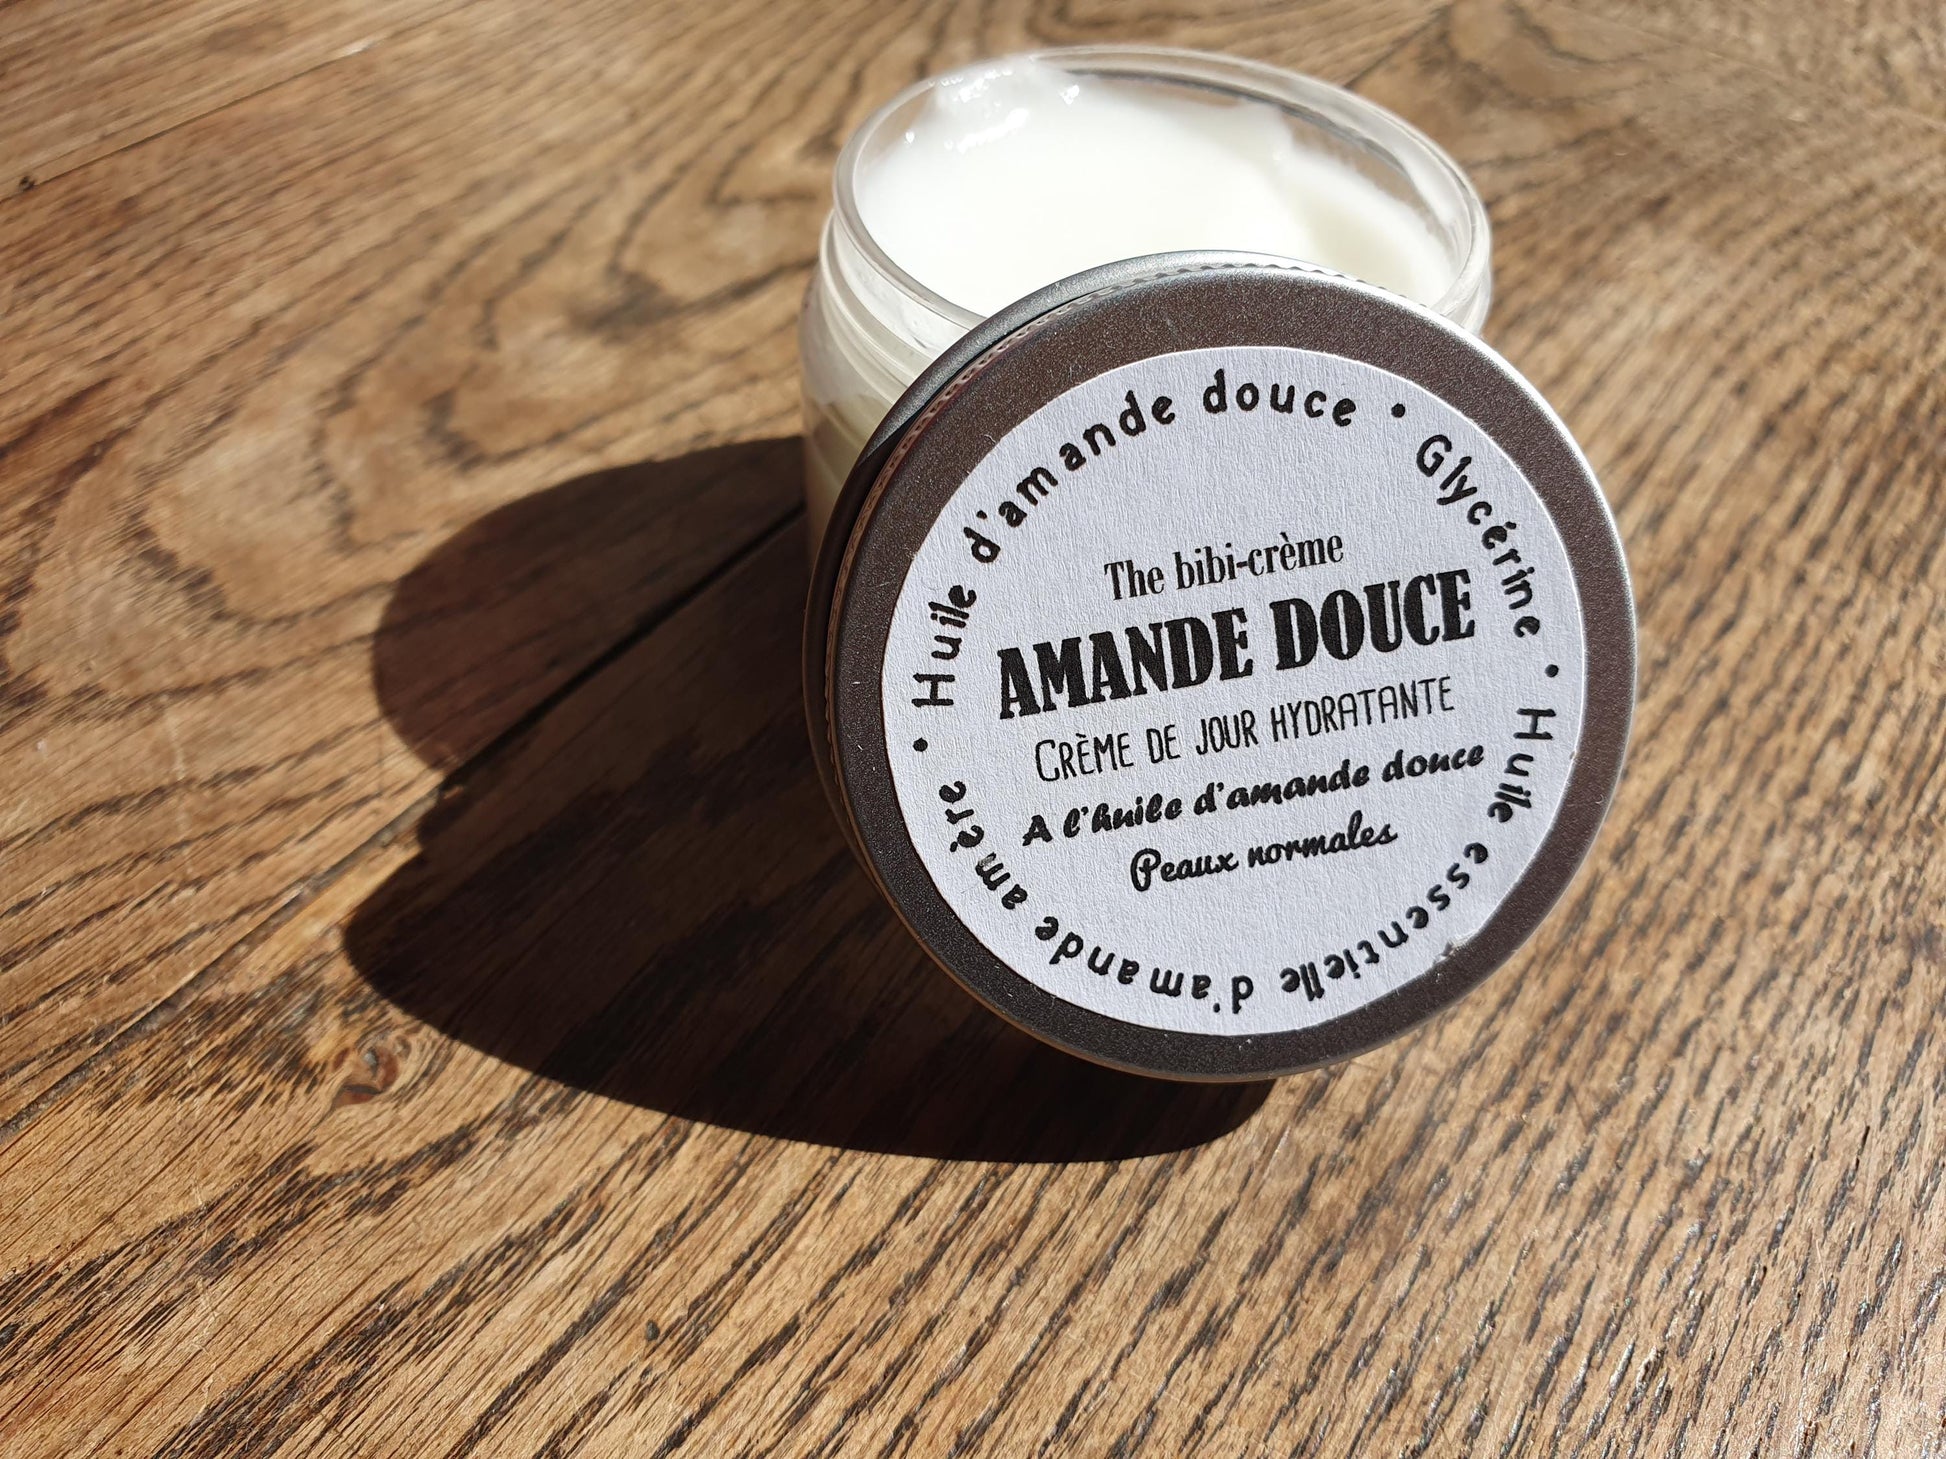 Huile d'amande douce • Glycérine • Huile essentielle d'amande amère •
The bibi-crème
AMANDE DOUCE
CRÈME DE JOUR HYDRATANTE
A l'huile d'amande douce
Peaux normales